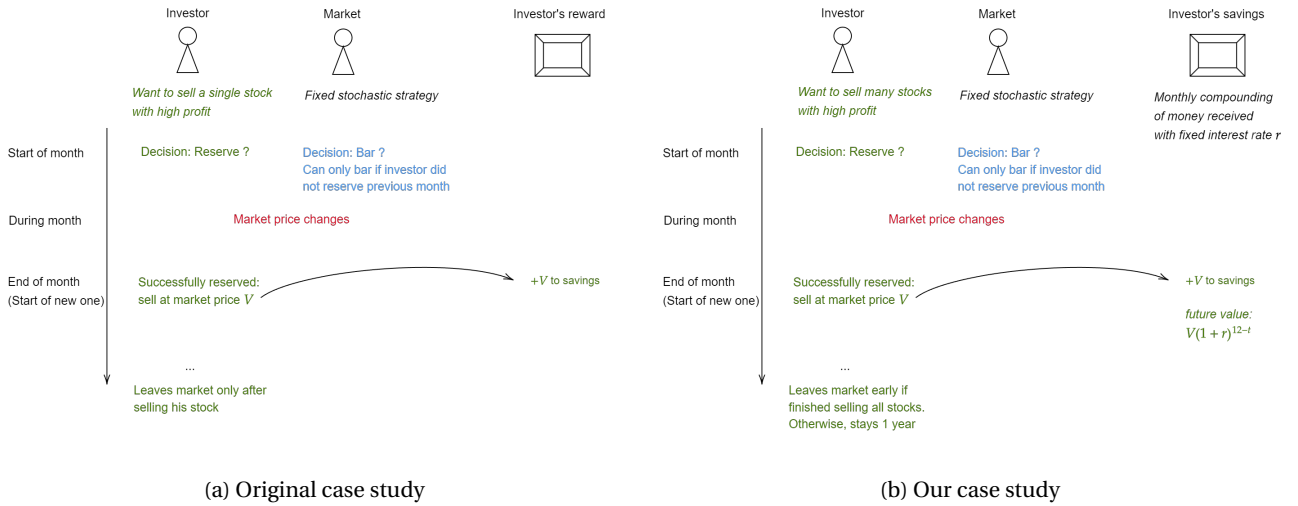 Investor
Market
Investor's reward
Want to sell a single stock
with high profit
Fixed stochastic strategy
Start of month
Decision: Reserve ?
Decision: Bar ?
Can only bar if investor did
not reserve previous month
During month
Market price changes
End of month
(Start of new one)
Successfully reserved:
sell at market price V
+V to savings
...
Leaves market only after
selling his stock
(a) Original case study
Investor
Market
Investor's savings
Want to sell many stocks
with high profit
Fixed stochastic strategy
Monthly compounding
of money received
with fixed interest rate r
Start of month
Decision: Reserve ?
Decision: Bar ?
Can only bar if investor did
not reserve previous month
During month
Market price changes
End of month
(Start of new one)
Successfully reserved:
sell at market price V
+V to savings
future value:
V(1 + r)^{12−t}
...
Leaves market early if
finished selling all stocks.
Otherwise, stays 1 year
(b) Our case study